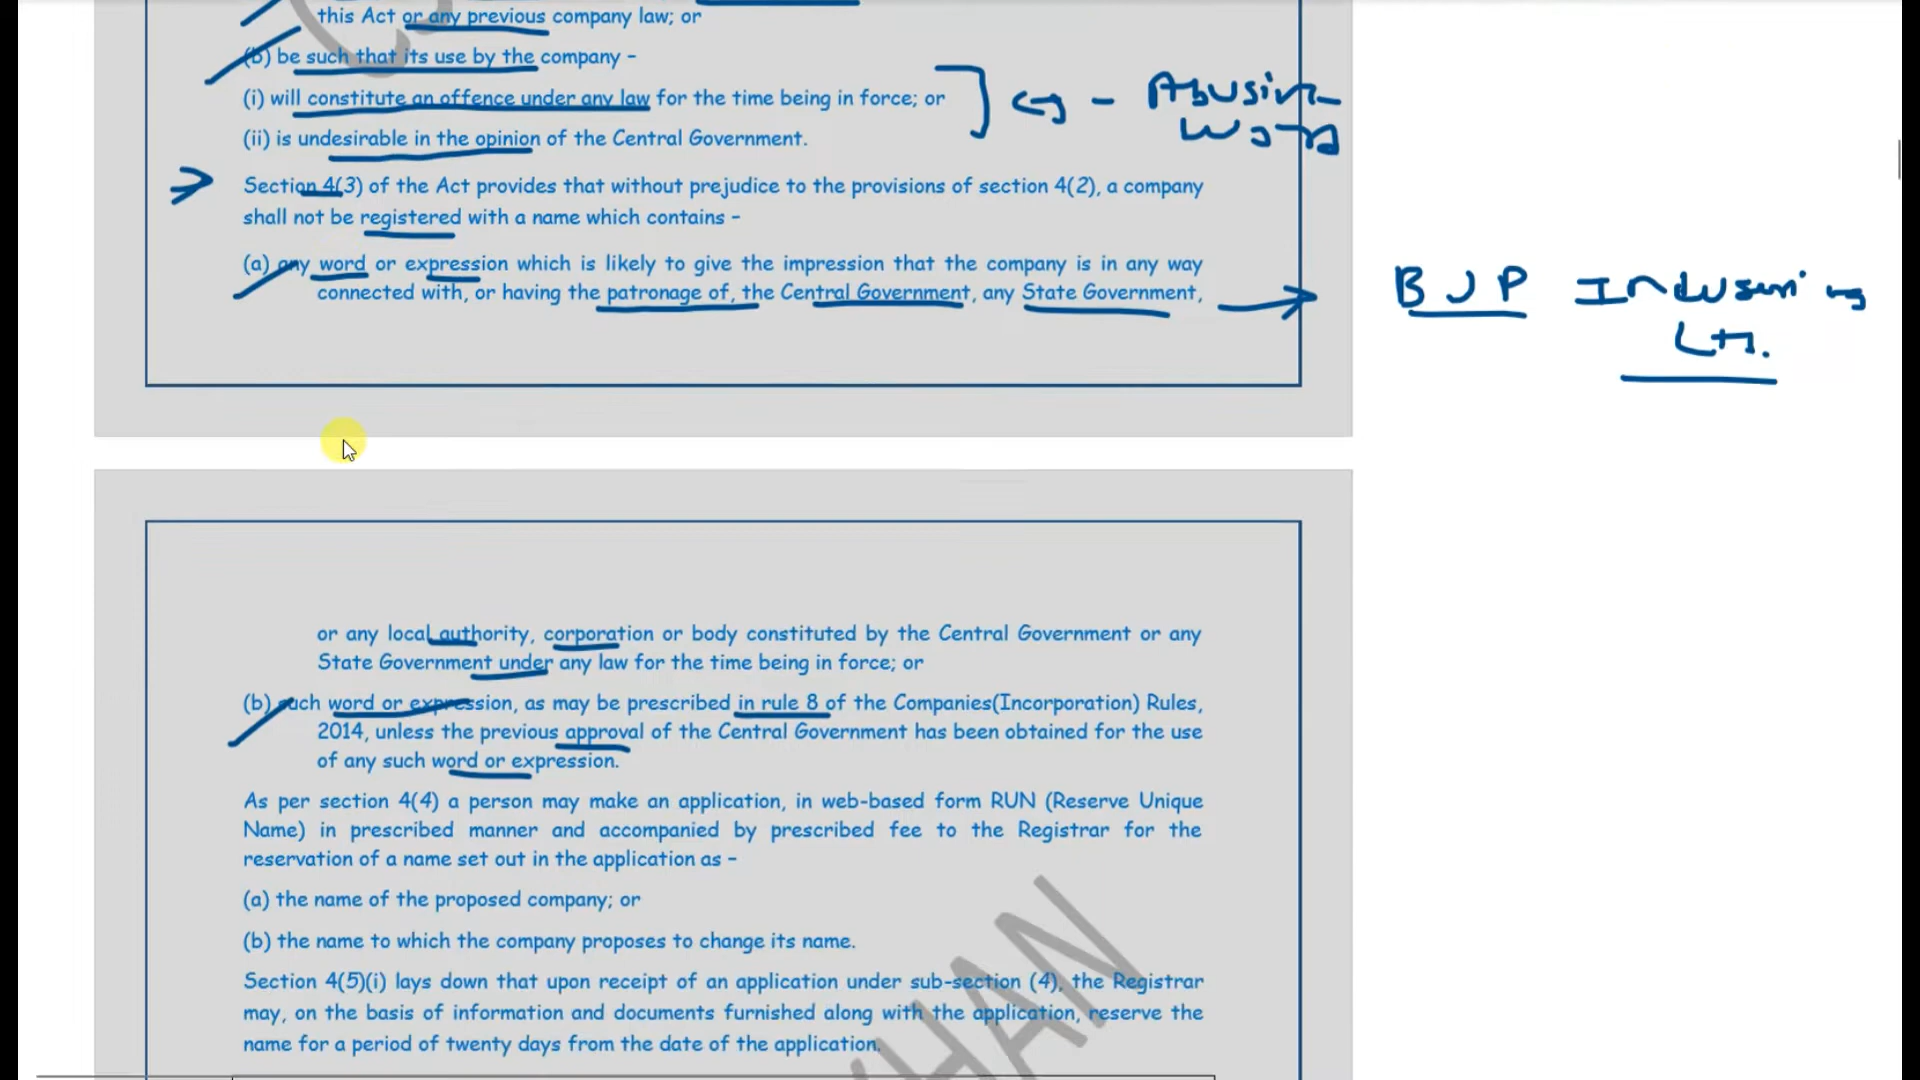 this Act or any previous company law; or
(b) be such that its use by the company –
(i) will constitute an offence under any law for the time being in force; or
(ii) is undesirable in the opinion of the Central Government.
Section 4(3) of the Act provides that without prejudice to the provisions of section 4(2), a company
shall not be registered with a name which contains –
(a) any word or expression which is likely to give the impression that the company is in any way
connected with, or having the patronage of, the Central Government, any State Government,
BJP
Ltd.
or any local authority, corporation or body constituted by the Central Government or any
State Government under any law for the time being in force; or
(b) such word or expression, as may be prescribed in rule 8 of the Companies(Incorporation) Rules,
2014, unless the previous approval of the Central Government has been obtained for the use
of any such word or expression.
As per section 4(4) a person may make an application, in web-based form RUN (Reserve Unique
Name) in prescribed manner and accompanied by prescribed fee to the Registrar for the
reservation of a name set out in the application as –
(a) the name of the proposed company; or
(b) the name to which the company proposes to change its name.
Section 4(5)(i) lays down that upon receipt of an application under sub-section (4), the Registrar
may, on the basis of information and documents furnished along with the application, reserve the
name for a period of twenty days from the date of the application.
HAN